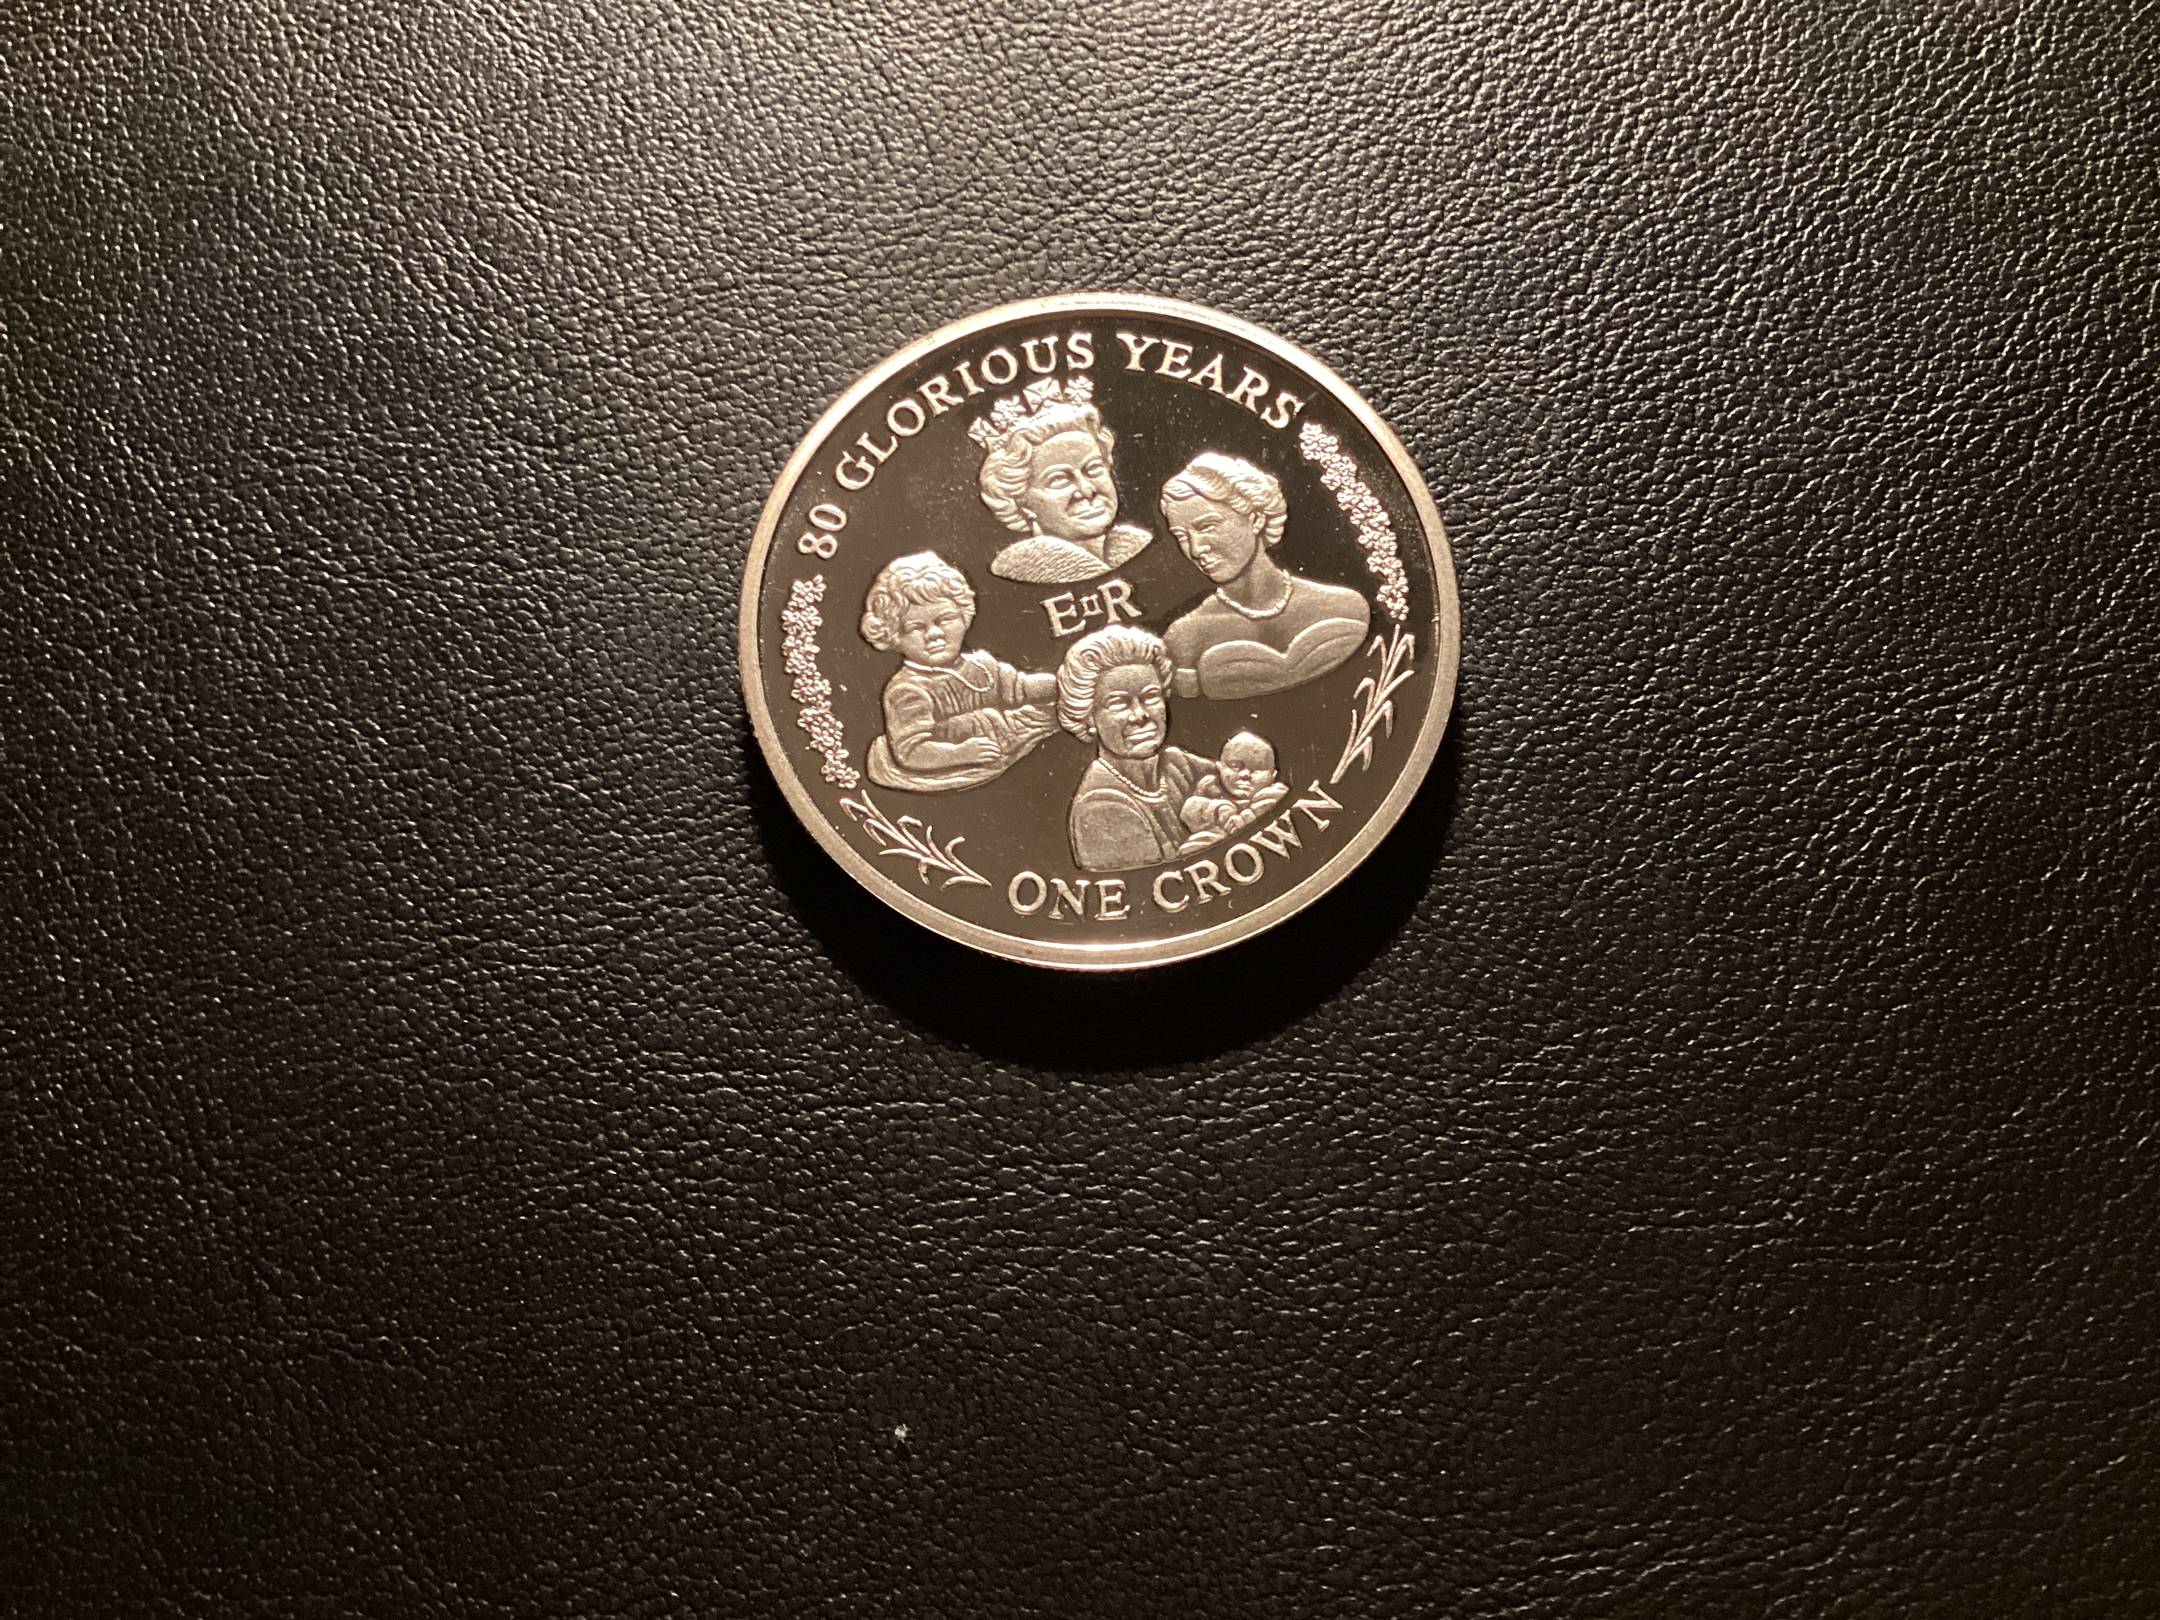 80 GLORIOUS YEARS
EIIR
ONE CROWN